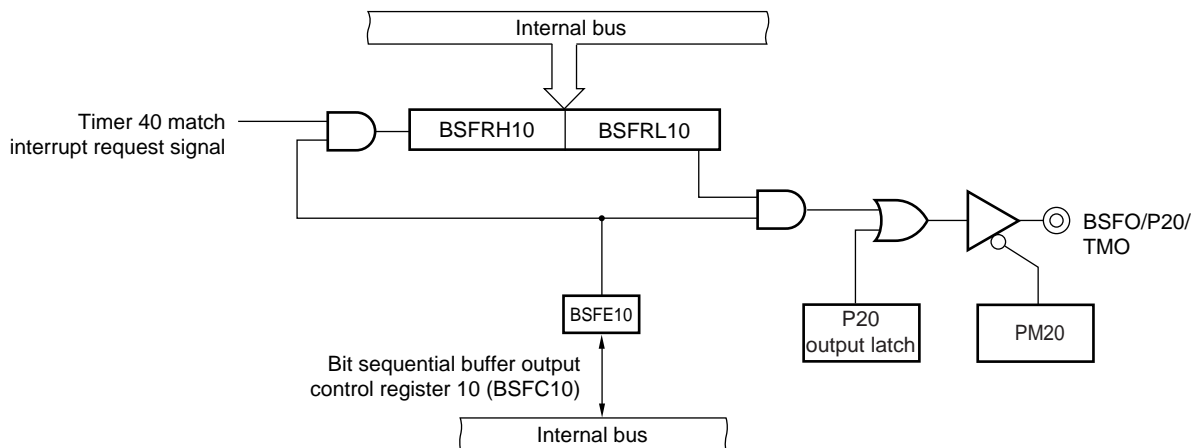 Internal bus
Timer 40 match
interrupt request signal
BSFRH10
BSFRL10
BSFO/P20/
TMO
BSFE10
P20
output latch
PM20
Bit sequential buffer output
control register 10 (BSFC10)
Internal bus